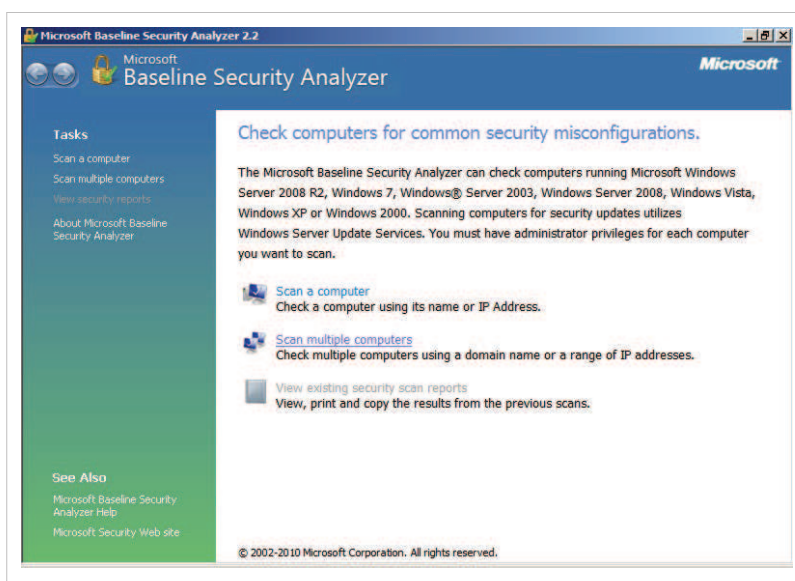 Microsoft Baseline Security Analyzer 2.2
Microsoft
Baseline Security Analyzer
Microsoft
Tasks
Scan a computer
Scan multiple computers
View security reports
About Microsoft Baseline
Security Analyzer
See Also
Microsoft Baseline Security
Analyzer Help
Microsoft Security Web site
Check computers for common security misconfigurations.
The Microsoft Baseline Security Analyzer can check computers running Microsoft Windows
Server 2008 R2, Windows 7, Windows® Server 2003, Windows Server 2008, Windows Vista,
Windows XP or Windows 2000. Scanning computers for security updates utilizes
Windows Server Update Services. You must have administrator privileges for each computer
you want to scan.
Scan a computer
Check a computer using its name or IP Address.
Scan multiple computers
Check multiple computers using a domain name or a range of IP addresses.
View existing security scan reports
View, print and copy the results from the previous scans.
© 2002-2010 Microsoft Corporation. All rights reserved.